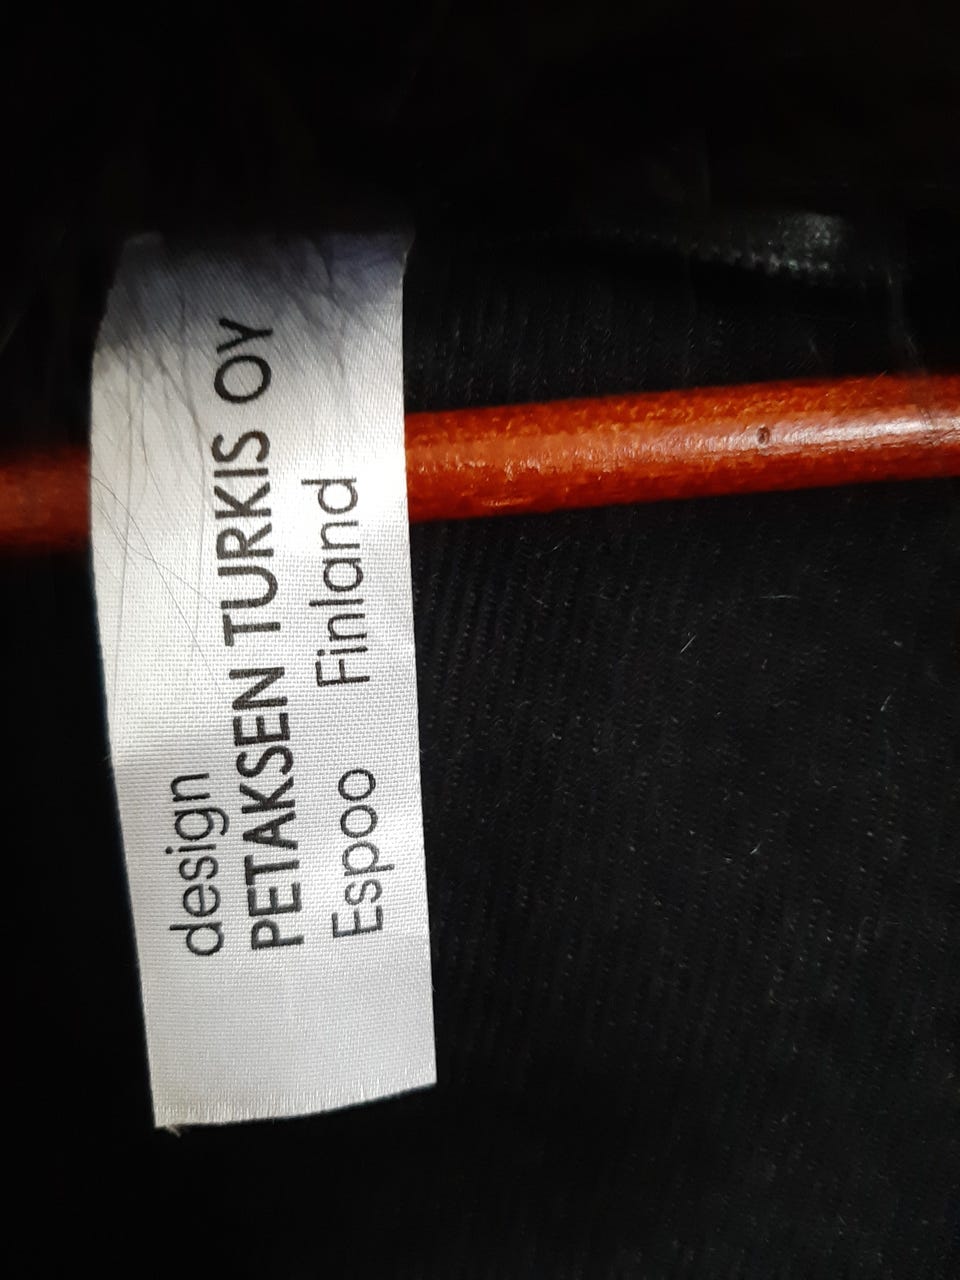 design
PETAKSEN TURKIS OY
Espoo Finland